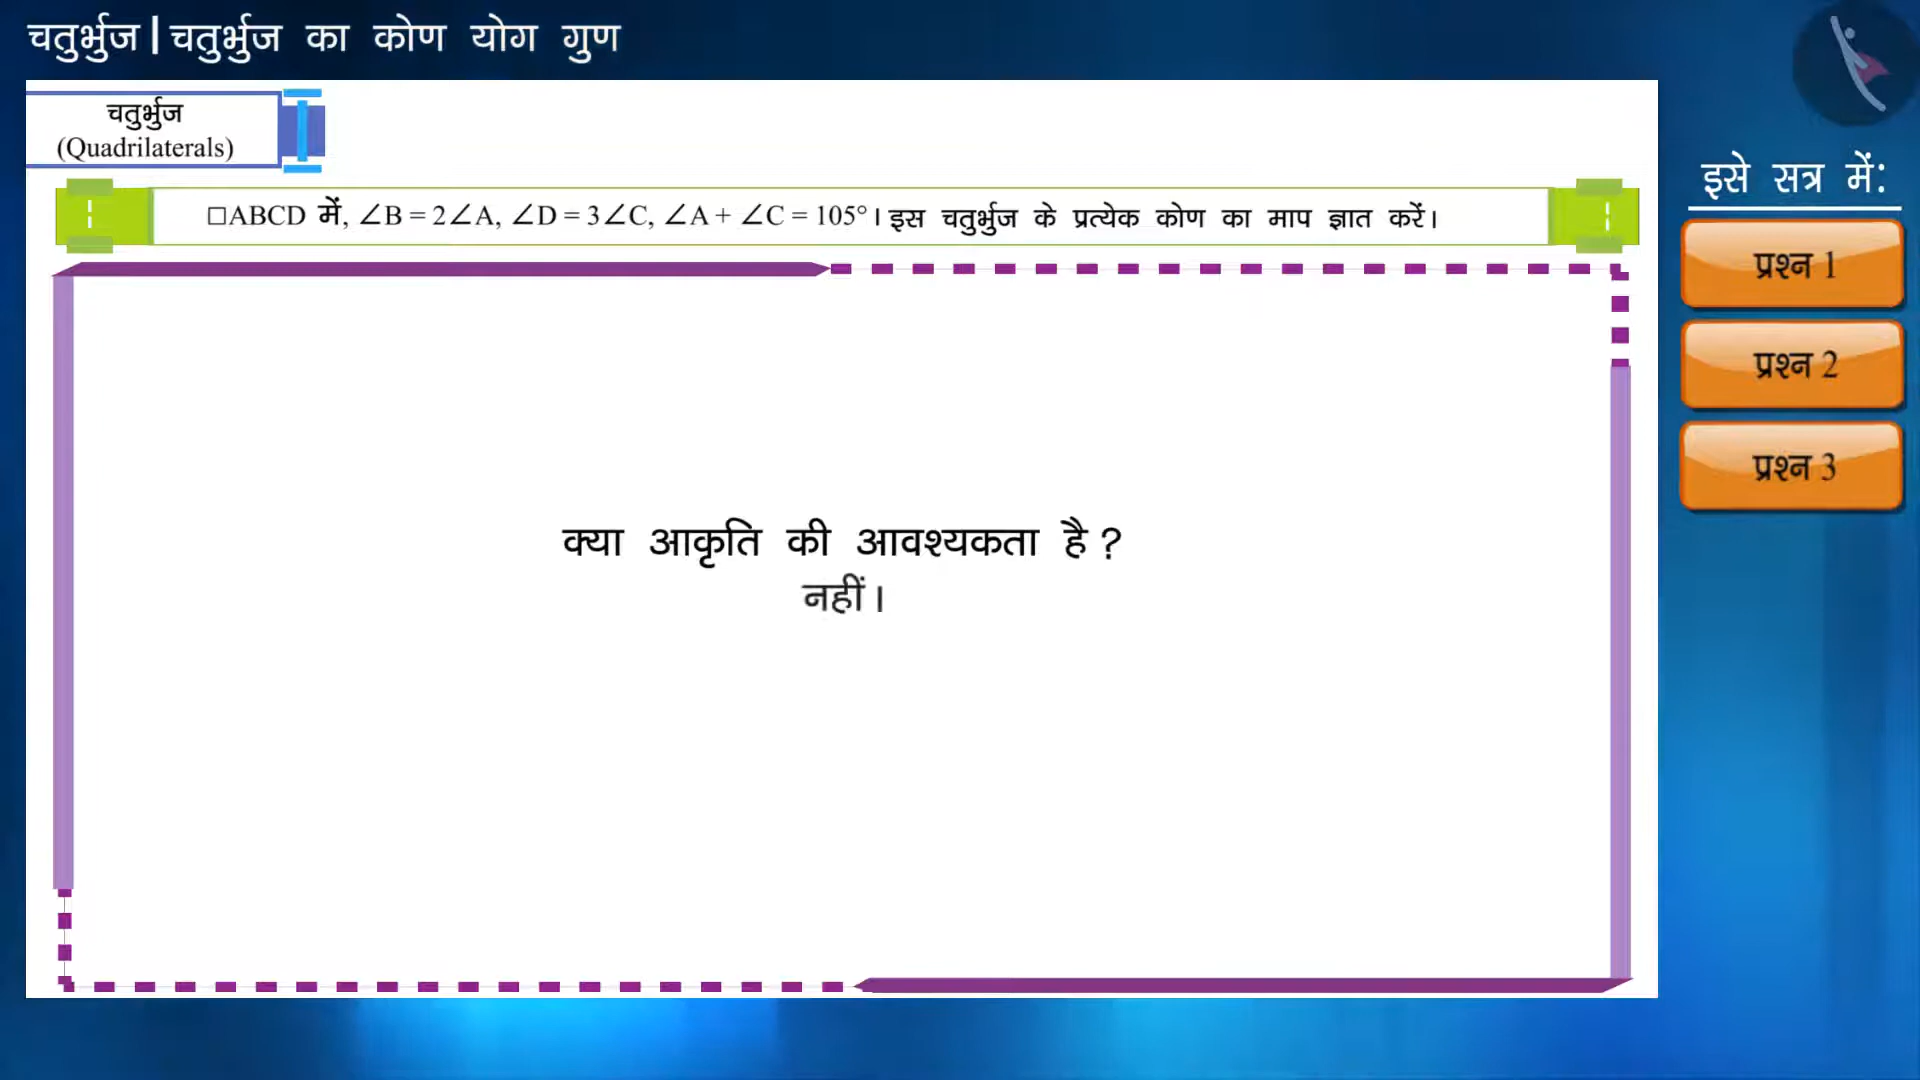 चतुर्भुज | चतुर्भुज का कोण योग गुण
चतुर्भुज
(Quadrilaterals)
□ABCD में, ∠B = 2∠A, ∠D = 3∠C, ∠A + ∠C = 105° । इस चतुर्भुज के प्रत्येक कोण का माप ज्ञात करें।
क्या आकृति की आवश्यकता है ?
नहीं ।
इसे सत्र में:
प्रश्न 1
प्रश्न 2
प्रश्न 3